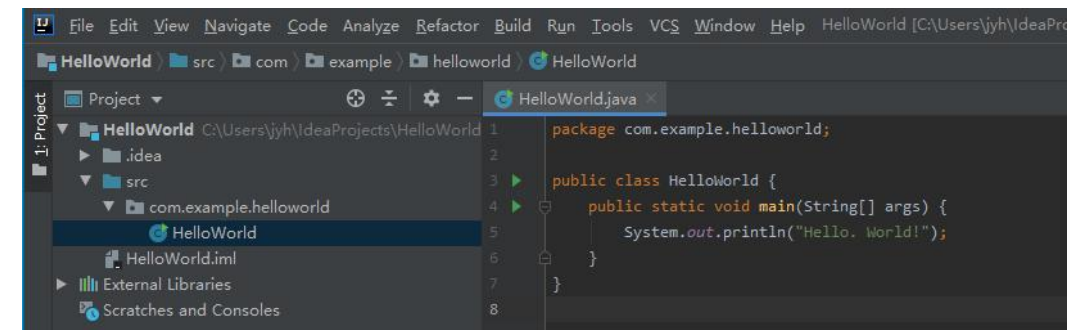 File Edit View Navigate Code Analyze Refactor Build Run Tools VCS Window Help HelloWorld [C:\Users\jyh\IdeaPro
HelloWorld src com example helloworld HelloWorld
1: Project
Project
HelloWorld.java
HelloWorld C:\Users\jyh\IdeaProjects\HelloWorld
.idea
src
com.example.helloworld
HelloWorld
HelloWorld.iml
External Libraries
Scratches and Consoles
1 package com.example.helloworld;
2
3 public class HelloWorld {
4 public static void main(String[] args) {
5 System.out.println("Hello. World!");
6 }
7 }
8